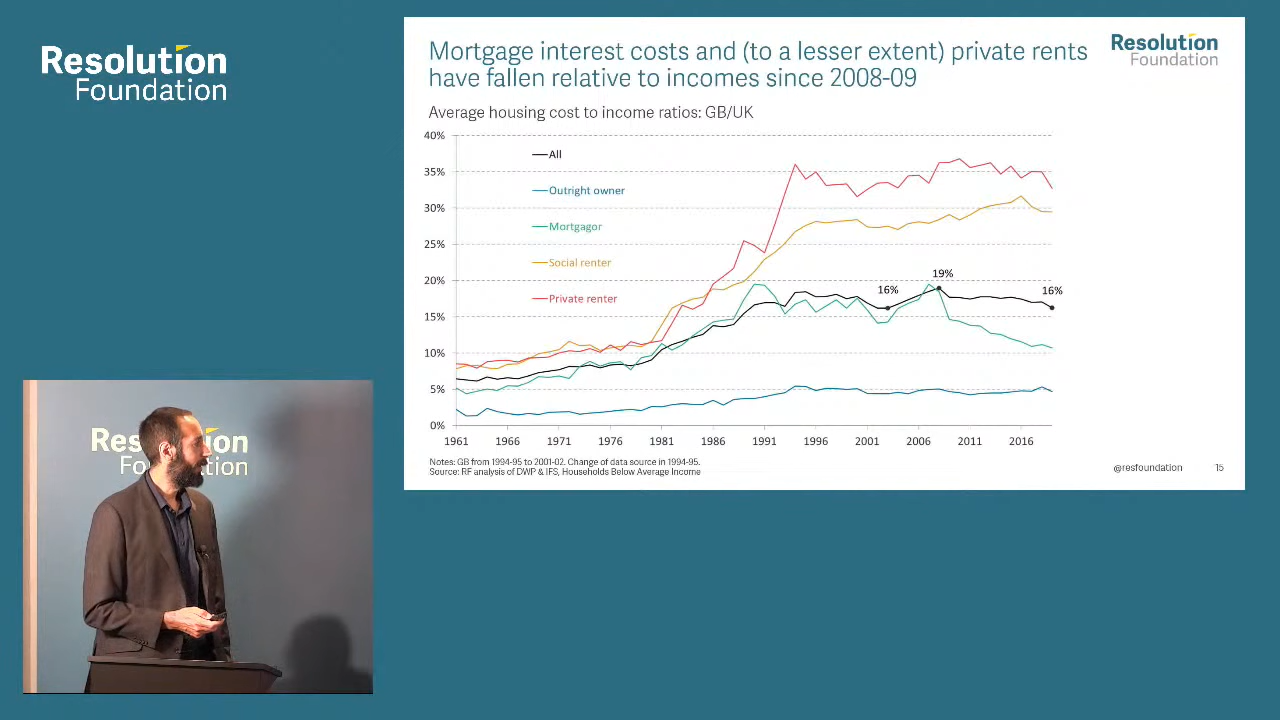 Resolution
Foundation
Mortgage interest costs and (to a lesser extent) private rents
have fallen relative to incomes since 2008-09
Resolution
Foundation
Average housing cost to income ratios: GB/UK
40%
35%
30%
25%
20%
15%
10%
5%
0%
All
Outright owner
Mortgagor
Social renter
Private renter
16%
19%
16%
1961
1966
1971
1976
1981
1986
1991
1996
2001
2006
2011
2016
Notes: GB from 1994-95 to 2001-02. Change of data source in 1994-95.
Source: RF analysis of DWP & IFS, Households Below Average Income
@resfoundation
15